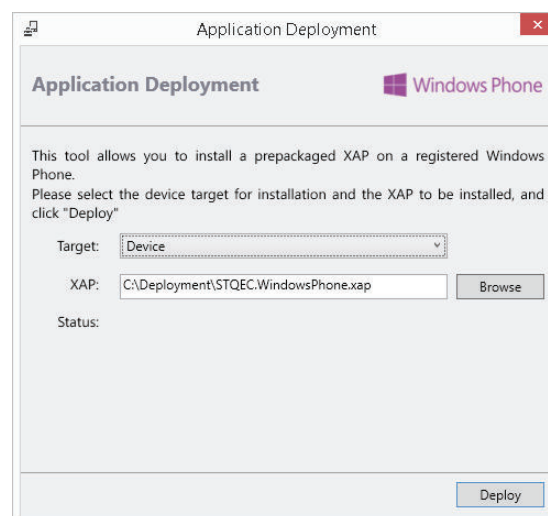 Application Deployment
Application Deployment
Windows Phone
This tool allows you to install a prepackaged XAP on a registered Windows
Phone.
Please select the device target for installation and the XAP to be installed, and
click "Deploy"
Target: Device
XAP: C:\Deployment\STQEC.WindowsPhone.xap Browse
Status:
Deploy